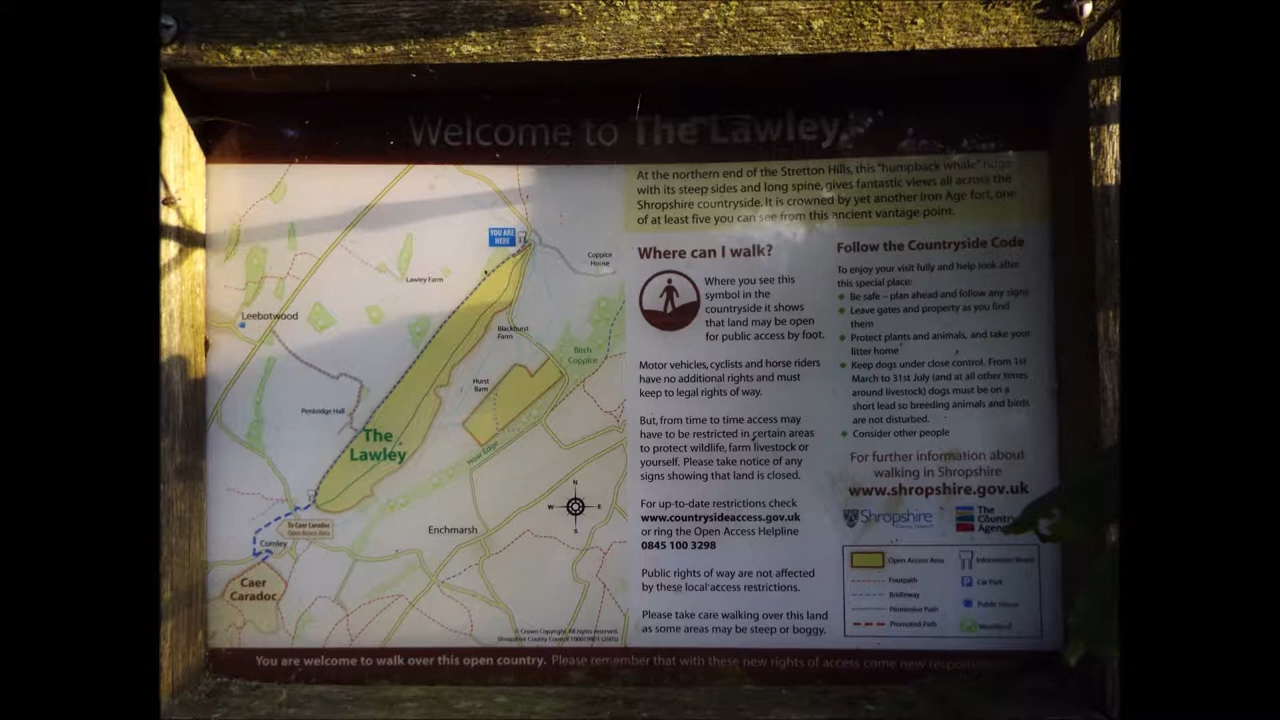 Welcome to The Lawley
At the northern end of the Stretton Hills, this "humpback whale" ridge
with its steep sides and long spine, gives fantastic views all across the
Shropshire countryside. It is crowned by yet another Iron Age fort, one
of at least five you can see from this ancient vantage point.
YOU ARE
HERE
Coppice
House
Lawley Farm
Leebotwood
Blackhurst
Farm
Birch
Coppice
Hurst
Barn
Penkridge Hall
The
Lawley
Hoar Edge
N
W
E
S
To Caer Caradoc
Open Access Area
Enchmarsh
Comley
Caer
Caradoc
© Crown Copyright. All rights reserved.
Shropshire County Council 100019801 (2005)
Where can I walk?
Where you see this
symbol in the
countryside it shows
that land may be open
for public access by foot.
Motor vehicles, cyclists and horse riders
have no additional rights and must
keep to legal rights of way.
But, from time to time access may
have to be restricted in certain areas
to protect wildlife, farm livestock or
yourself. Please take notice of any
signs showing that land is closed.
For up-to-date restrictions check
www.countrysideaccess.gov.uk
or ring the Open Access Helpline
0845 100 3298
Public rights of way are not affected
by these local access restrictions.
Please take care walking over this land
as some areas may be steep or boggy.
Follow the Countryside Code
To enjoy your visit fully and help look after
this special place:
Be safe – plan ahead and follow any signs
Leave gates and property as you find
them
Protect plants and animals, and take your
litter home
Keep dogs under close control. From 1st
March to 31st July (and at all other times
around livestock) dogs must be on a
short lead so breeding animals and birds
are not disturbed.
Consider other people
For further information about
walking in Shropshire
www.shropshire.gov.uk
Shropshire
The
Open Access Area
Footpath
Bridleway
Permissive Path
Promoted Path
Information Board
P Car Park
Public House
Woodland
You are welcome to walk over this open country. Please remember that with these new rights of access come new